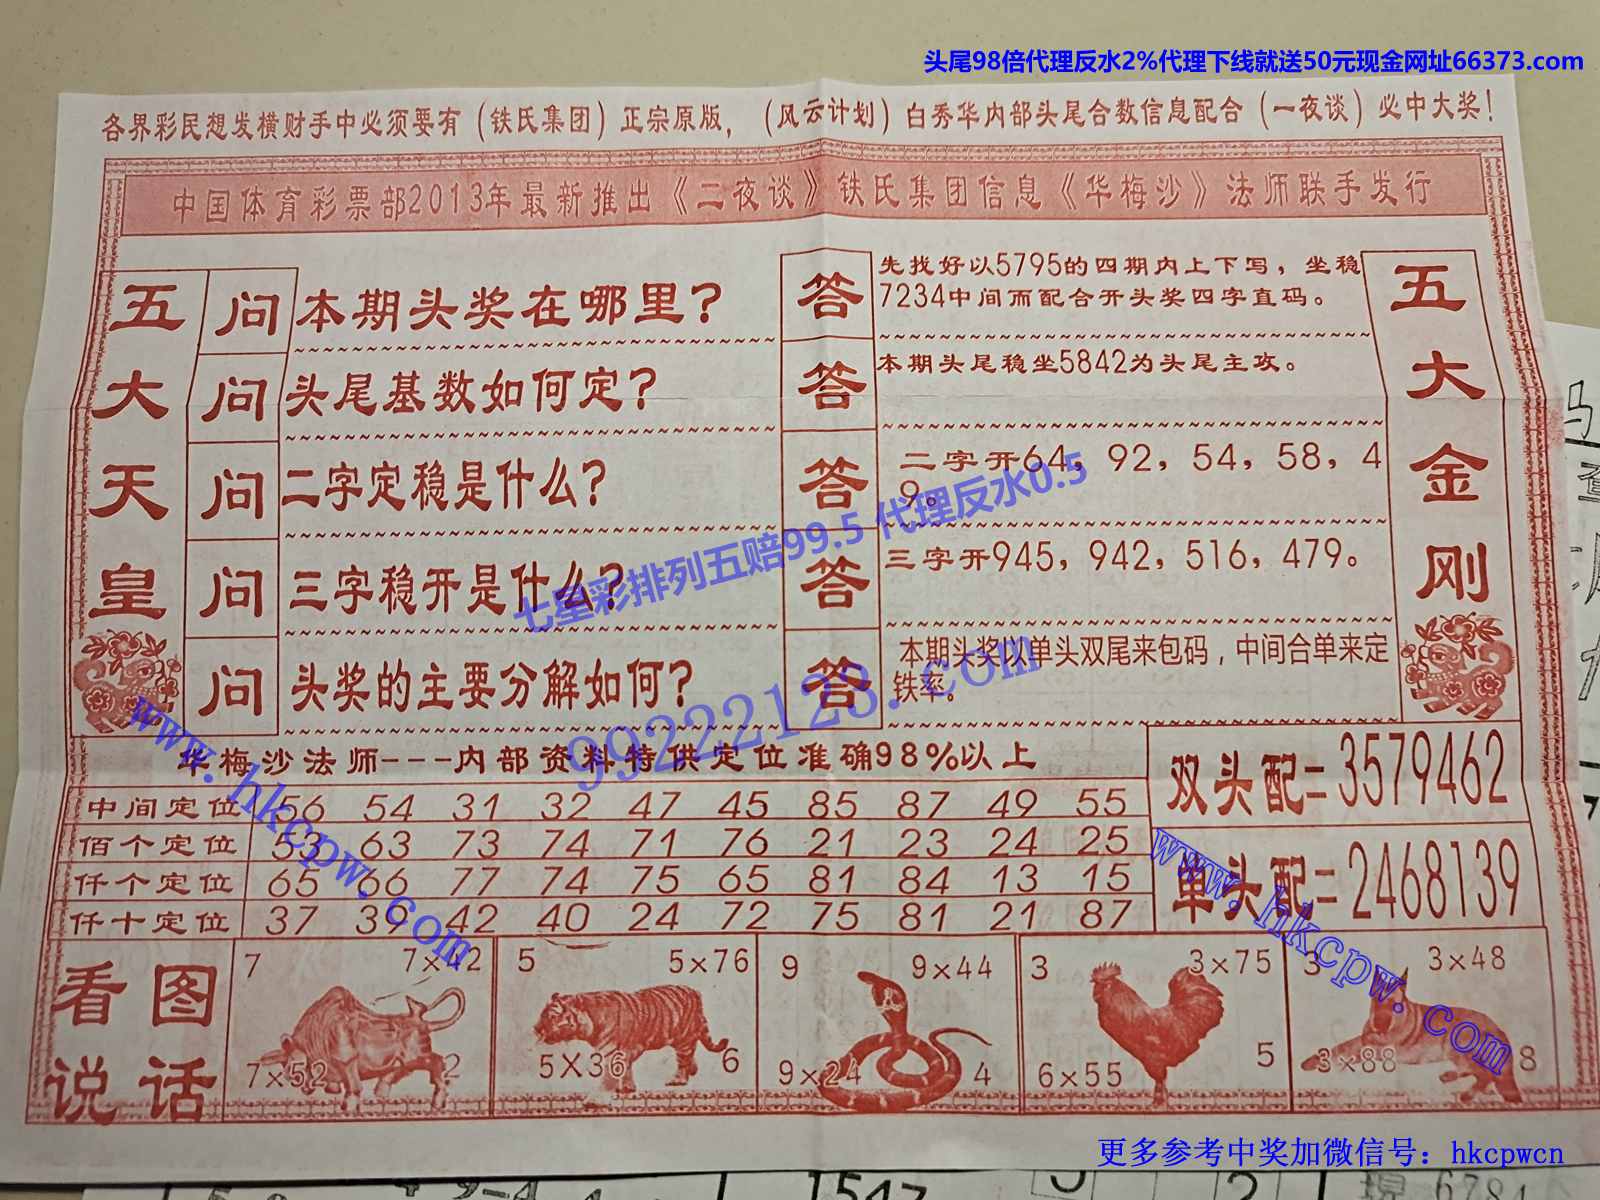 头尾98倍代理反水2%代理下线就送50元现金网址66373.com
各界彩民想发横财手中必须要有（铁氏集团）正宗原版，（风云计划）白秀华内部头尾合数信息配合（一夜谈）必中大奖！
中国体育彩票部2013年最新推出《二夜谈》铁氏集团信息《华梅沙》法师联手发行
五大天皇
问 本期头奖在哪里？
答 先找好以5795的四期内上下写，坐稳
7234中间而配合开头奖四字直码。
问 头尾基数如何定？
答 本期头尾稳坐5842为头尾主攻。
问 二字定稳是什么？
答 二字开64，92，54，58，4
9。
问 三字稳开是什么？
答 三字开945，942，516，479。
问 头奖的主要分解如何？
答 本期头奖以单头双尾来包码，中间合单来定
铁率。
五大金刚
七星彩排列五赔99.5 代理反水0.5
99222123.com
www.hkcpw.com
华梅沙法师---内部资料特供定位准确98%以上
中间定位 56 54 31 32 47 45 85 87 49 55
佰个定位 53 63 73 74 71 76 21 23 24 25
仟个定位 65 66 77 74 75 65 81 84 13 15
仟十定位 37 39 42 40 24 72 75 81 21 87
双头配=3579462
单头配=2468139
www.hkcpw.com
看图
说话
7 7×42
7×52 2
5 5×76
5×36 6
9 9×44
9×24 4
3 3×75
6×55 5
3 3×48
3×88 8
更多参考中奖加微信号：hkcpwcn
1547